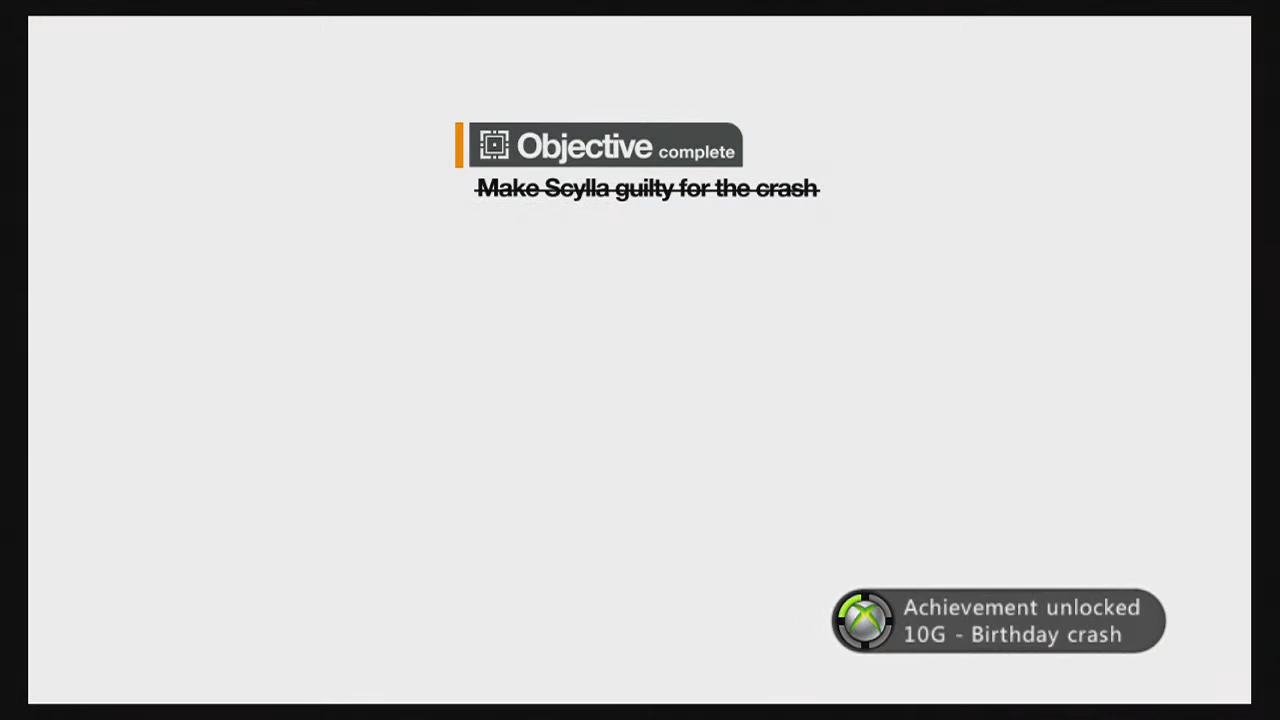 Objective complete
Make Scylla guilty for the crash
Achievement unlocked
10G - Birthday crash